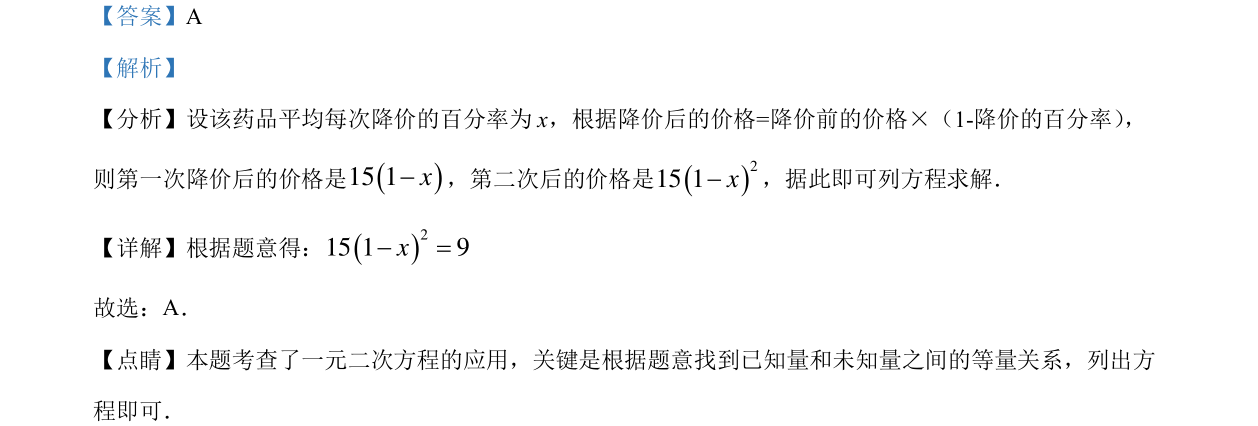 【答案】A
【解析】
【分析】设该药品平均每次降价的百分率为 x，根据降价后的价格=降价前的价格×（1-降价的百分率），
则第一次降价后的价格是15(1−x)，第二次后的价格是15(1−x)²，据此即可列方程求解．
【详解】根据题意得：15(1−x)²=9
故选：A．
【点睛】本题考查了一元二次方程的应用，关键是根据题意找到已知量和未知量之间的等量关系，列出方
程即可．